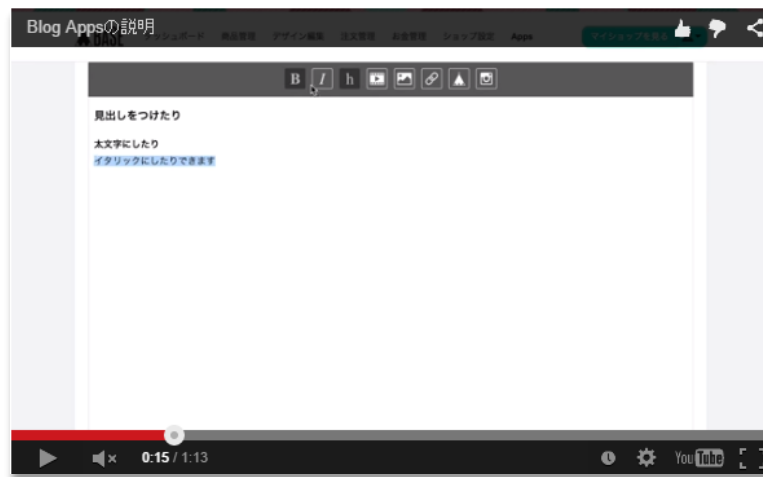 Blog Appsの説明
BASE ダッシュボード 商品管理 デザイン編集 注文管理 お金管理 ショップ設定 Apps マイショップを見る
B I h
見出しをつけたり
太文字にしたり
イタリックにしたりできます
0:15 / 1:13 YouTube